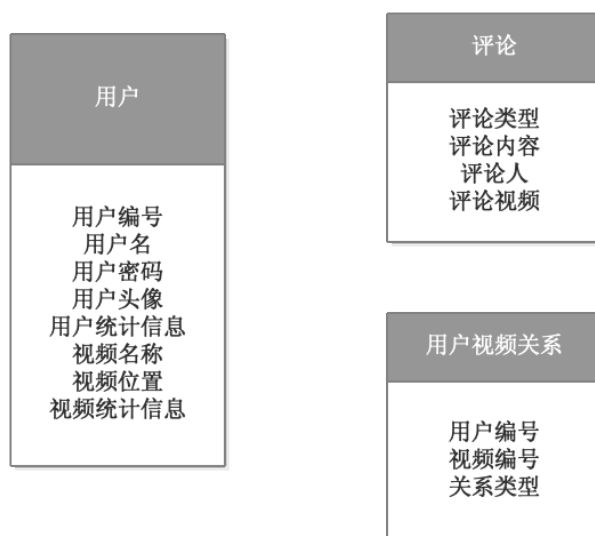 用户
用户编号
用户名
用户密码
用户头像
用户统计信息
视频名称
视频位置
视频统计信息
评论
评论类型
评论内容
评论人
评论视频
用户视频关系
用户编号
视频编号
关系类型